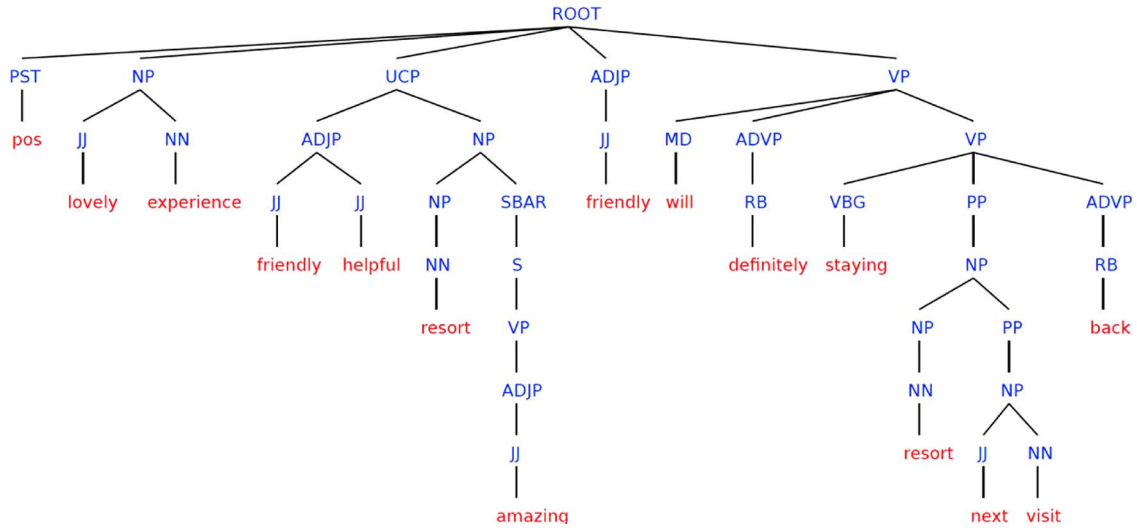 ROOT
PST NP UCP ADJP VP
pos JJ NN ADJP NP JJ MD ADVP VP
lovely experience JJ JJ NP SBAR friendly will RB VBG PP ADVP
friendly helpful NN S definitely staying NP RB
resort VP NP PP back
ADJP NN NP
JJ resort JJ NN
amazing next visit